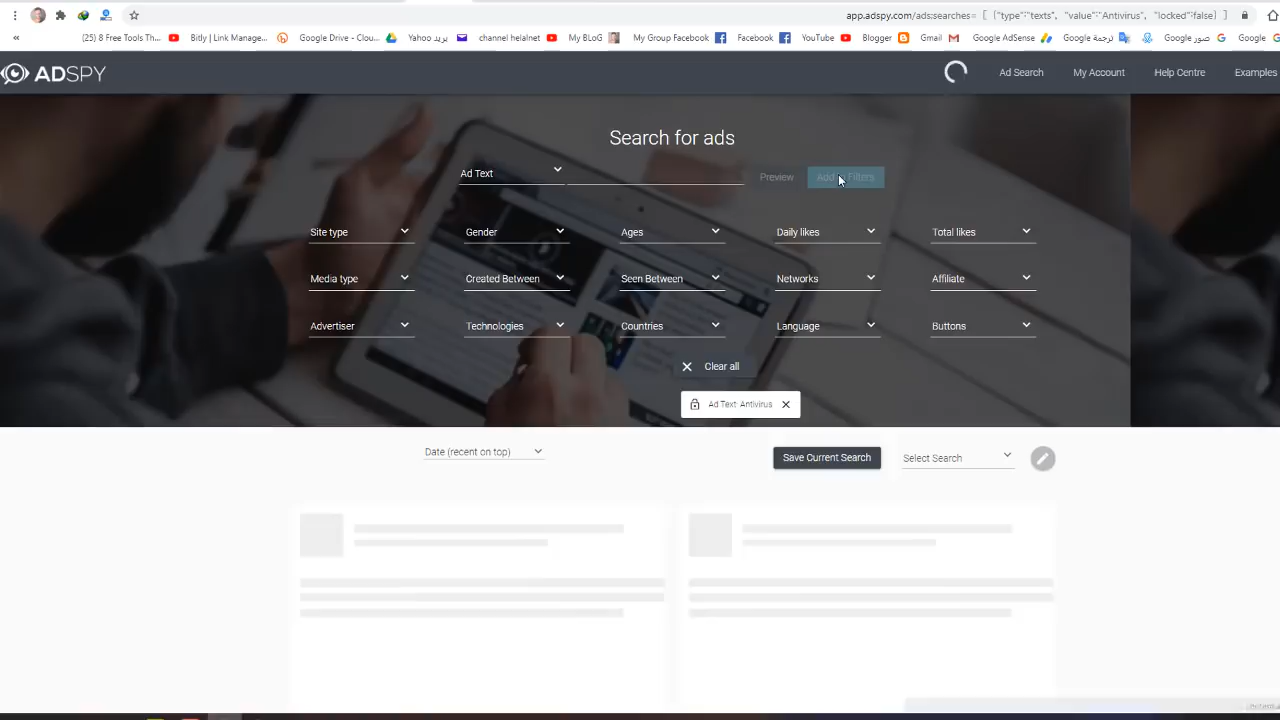 app.adspy.com/ads:searches= [ {"type":"texts", "value":"Antivirus", "locked":false} ]
« (25) 8 Free Tools Th... Bitly | Link Manage... Google Drive - Clou... بريد Yahoo channel helalnet My BLOG My Group Facebook Facebook YouTube Blogger Gmail Google AdSense ترجمة Google صور Google Google
ADSPY Ad Search My Account Help Centre Examples
Search for ads
Ad Text Preview Add to Filters
Site type Gender Ages Daily likes Total likes
Media type Created Between Seen Between Networks Affiliate
Advertiser Technologies Countries Language Buttons
Clear all
Ad Text: Antivirus
Date (recent on top) Save Current Search Select Search